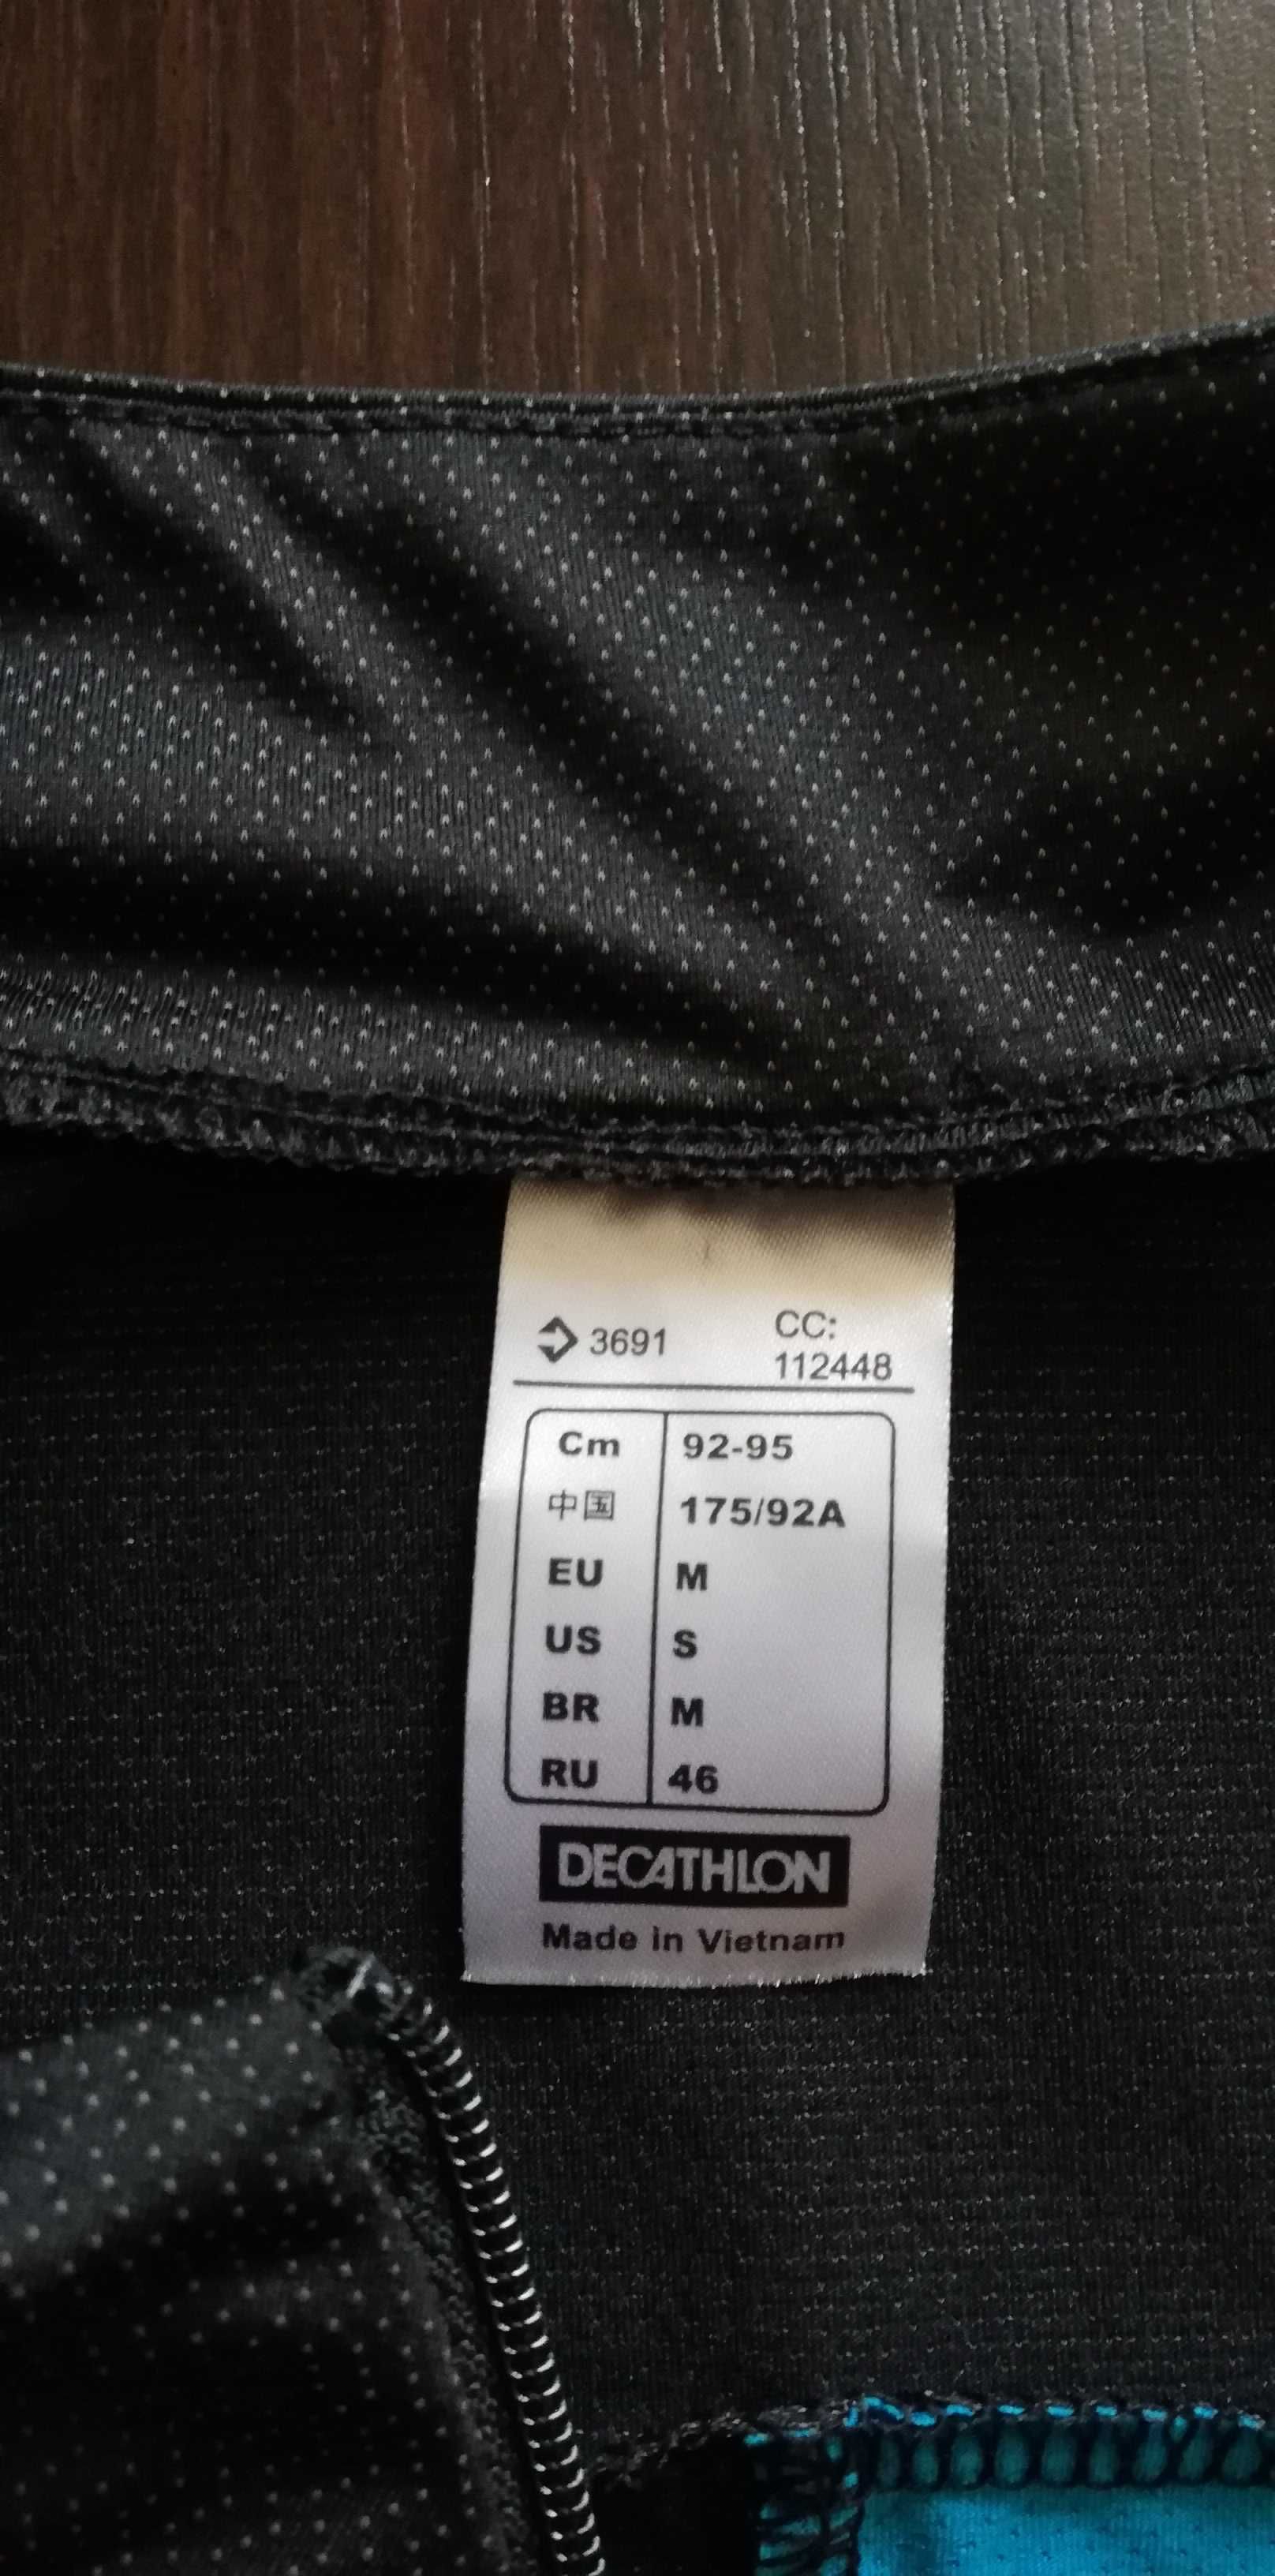 3691 CC:
112448
Cm 92-95
中国 175/92A
EU M
US S
BR M
RU 46
DECATHLON
Made in Vietnam